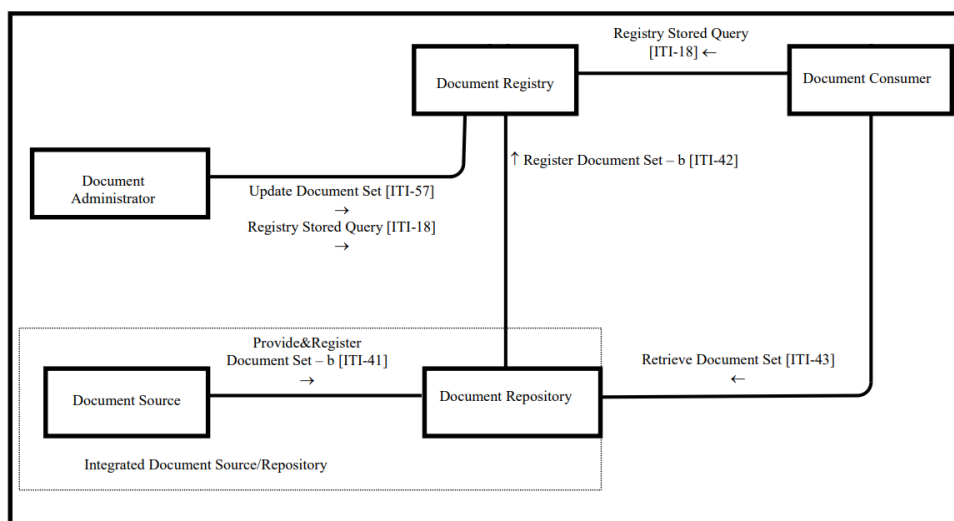 Registry Stored Query
[ITI-18] ←
Document Registry
Document Consumer
↑ Register Document Set – b [ITI-42]
Document
Administrator
Update Document Set [ITI-57]
→
Registry Stored Query [ITI-18]
→
Provide&Register
Document Set – b [ITI-41]
→
Retrieve Document Set [ITI-43]
←
Document Source
Document Repository
Integrated Document Source/Repository